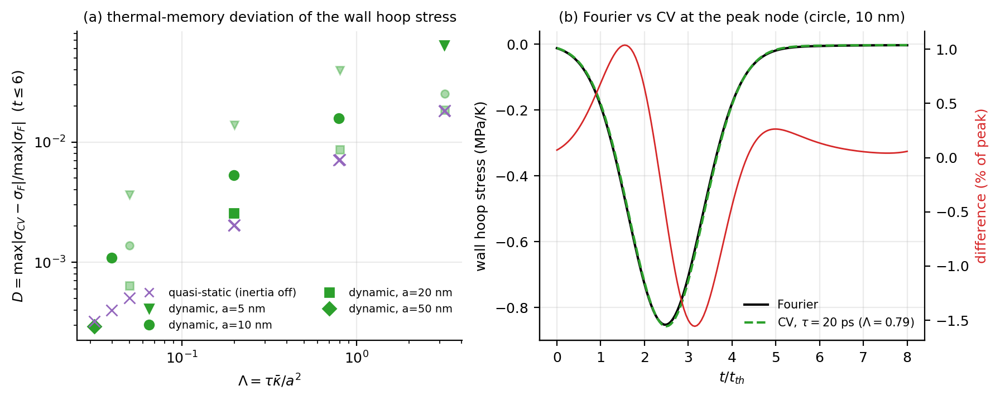 (a) thermal-memory deviation of the wall hoop stress
D = max|σ_CV − σ_F|/max|σ_F|  (t ≤ 6)
10⁻²
10⁻³
10⁻¹
10⁰
Λ = τκ̄/a²
quasi-static (inertia off)
dynamic, a=5 nm
dynamic, a=10 nm
dynamic, a=20 nm
dynamic, a=50 nm
(b) Fourier vs CV at the peak node (circle, 10 nm)
wall hoop stress (MPa/K)
0.0
−0.2
−0.4
−0.6
−0.8
0 1 2 3 4 5 6 7 8
t/t_th
Fourier
CV, τ = 20 ps (Λ = 0.79)
1.0
0.5
0.0
−0.5
−1.0
−1.5
difference (% of peak)